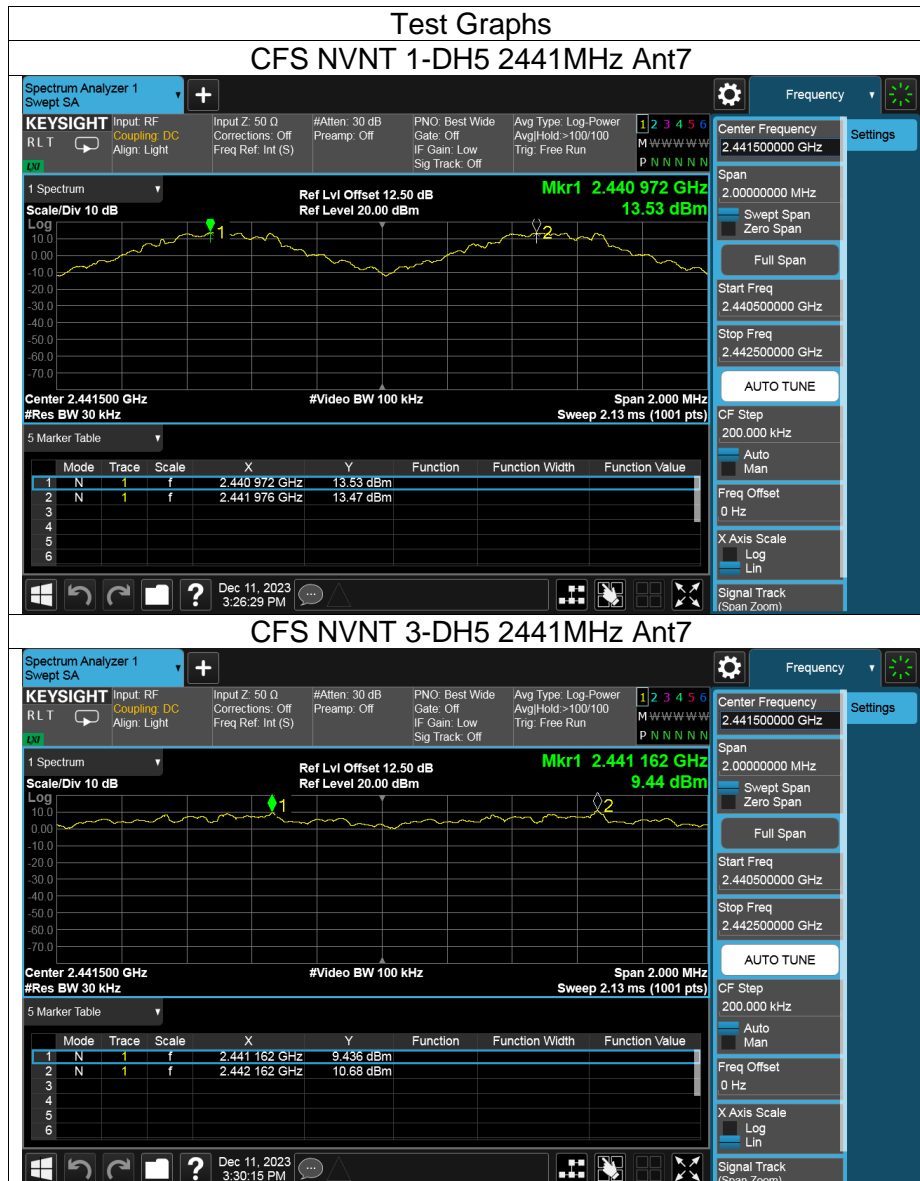 Test Graphs
CFS NVNT 1-DH5 2441MHz Ant7
Spectrum Analyzer 1
Swept SA
+
Frequency
KEYSIGHT
RLT
LXI
Input: RF
Coupling: DC
Align: Light
Input Z: 50 Ω
Corrections: Off
Freq Ref: Int (S)
#Atten: 30 dB
Preamp: Off
PNO: Best Wide
Gate: Off
IF Gain: Low
Sig Track: Off
Avg Type: Log-Power
Avg|Hold:>100/100
Trig: Free Run
1 2 3 4 5 6
M W W W W W
P N N N N N
Center Frequency
2.441500000 GHz
Settings
1 Spectrum
Scale/Div 10 dB
Ref Lvl Offset 12.50 dB
Ref Level 20.00 dBm
Mkr1 2.440 972 GHz
13.53 dBm
Span
2.00000000 MHz
Swept Span
Zero Span
Full Span
Start Freq
2.440500000 GHz
Stop Freq
2.442500000 GHz
AUTO TUNE
CF Step
200.000 kHz
Auto
Man
Freq Offset
0 Hz
X Axis Scale
Log
Lin
Signal Track
(Span Zoom)
Log
10.0
0.00
-10.0
-20.0
-30.0
-40.0
-50.0
-60.0
-70.0
1
2
Center 2.441500 GHz
#Res BW 30 kHz
#Video BW 100 kHz
Span 2.000 MHz
Sweep 2.13 ms (1001 pts)
5 Marker Table
Mode Trace Scale X Y Function Function Width Function Value
1 N 1 f 2.440 972 GHz 13.53 dBm
2 N 1 f 2.441 976 GHz 13.47 dBm
3
4
5
6
?
Dec 11, 2023
3:26:29 PM
CFS NVNT 3-DH5 2441MHz Ant7
Spectrum Analyzer 1
Swept SA
+
Frequency
KEYSIGHT
RLT
LXI
Input: RF
Coupling: DC
Align: Light
Input Z: 50 Ω
Corrections: Off
Freq Ref: Int (S)
#Atten: 30 dB
Preamp: Off
PNO: Best Wide
Gate: Off
IF Gain: Low
Sig Track: Off
Avg Type: Log-Power
Avg|Hold:>100/100
Trig: Free Run
1 2 3 4 5 6
M W W W W W
P N N N N N
Center Frequency
2.441500000 GHz
Settings
1 Spectrum
Scale/Div 10 dB
Ref Lvl Offset 12.50 dB
Ref Level 20.00 dBm
Mkr1 2.441 162 GHz
9.44 dBm
Span
2.00000000 MHz
Swept Span
Zero Span
Full Span
Start Freq
2.440500000 GHz
Stop Freq
2.442500000 GHz
AUTO TUNE
CF Step
200.000 kHz
Auto
Man
Freq Offset
0 Hz
X Axis Scale
Log
Lin
Signal Track
(Span Zoom)
Log
10.0
0.00
-10.0
-20.0
-30.0
-40.0
-50.0
-60.0
-70.0
1
2
Center 2.441500 GHz
#Res BW 30 kHz
#Video BW 100 kHz
Span 2.000 MHz
Sweep 2.13 ms (1001 pts)
5 Marker Table
Mode Trace Scale X Y Function Function Width Function Value
1 N 1 f 2.441 162 GHz 9.436 dBm
2 N 1 f 2.442 162 GHz 10.68 dBm
3
4
5
6
?
Dec 11, 2023
3:30:15 PM